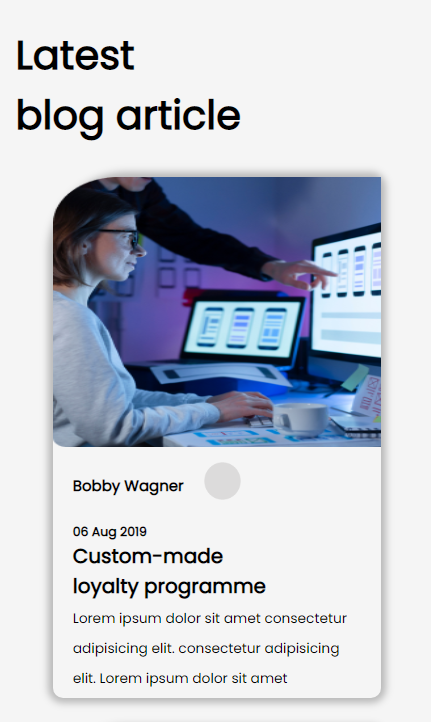 Latest
blog article
Bobby Wagner
06 Aug 2019
Custom-made
loyalty programme
Lorem ipsum dolor sit amet consectetur
adipisicing elit. consectetur adipisicing
elit. Lorem ipsum dolor sit amet